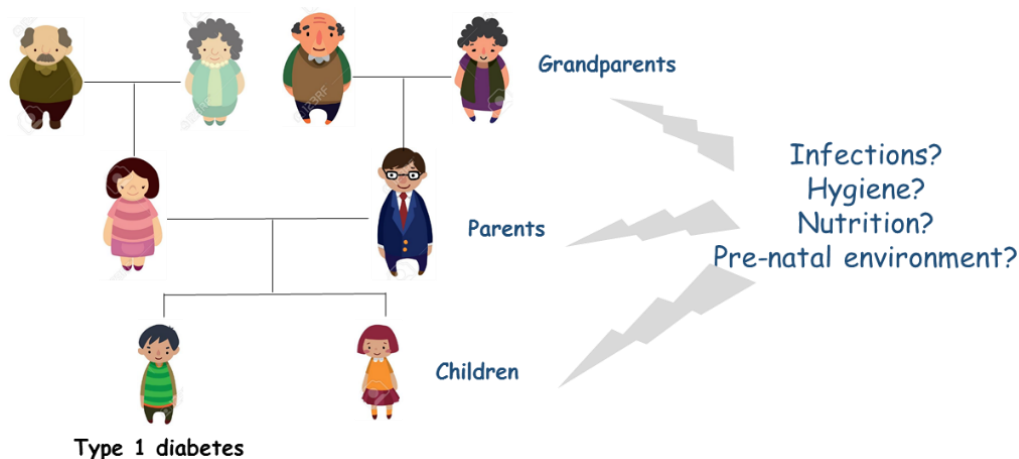 Grandparents
Infections?
Hygiene?
Nutrition?
Parents
Pre-natal environment?
Children
Type 1 diabetes